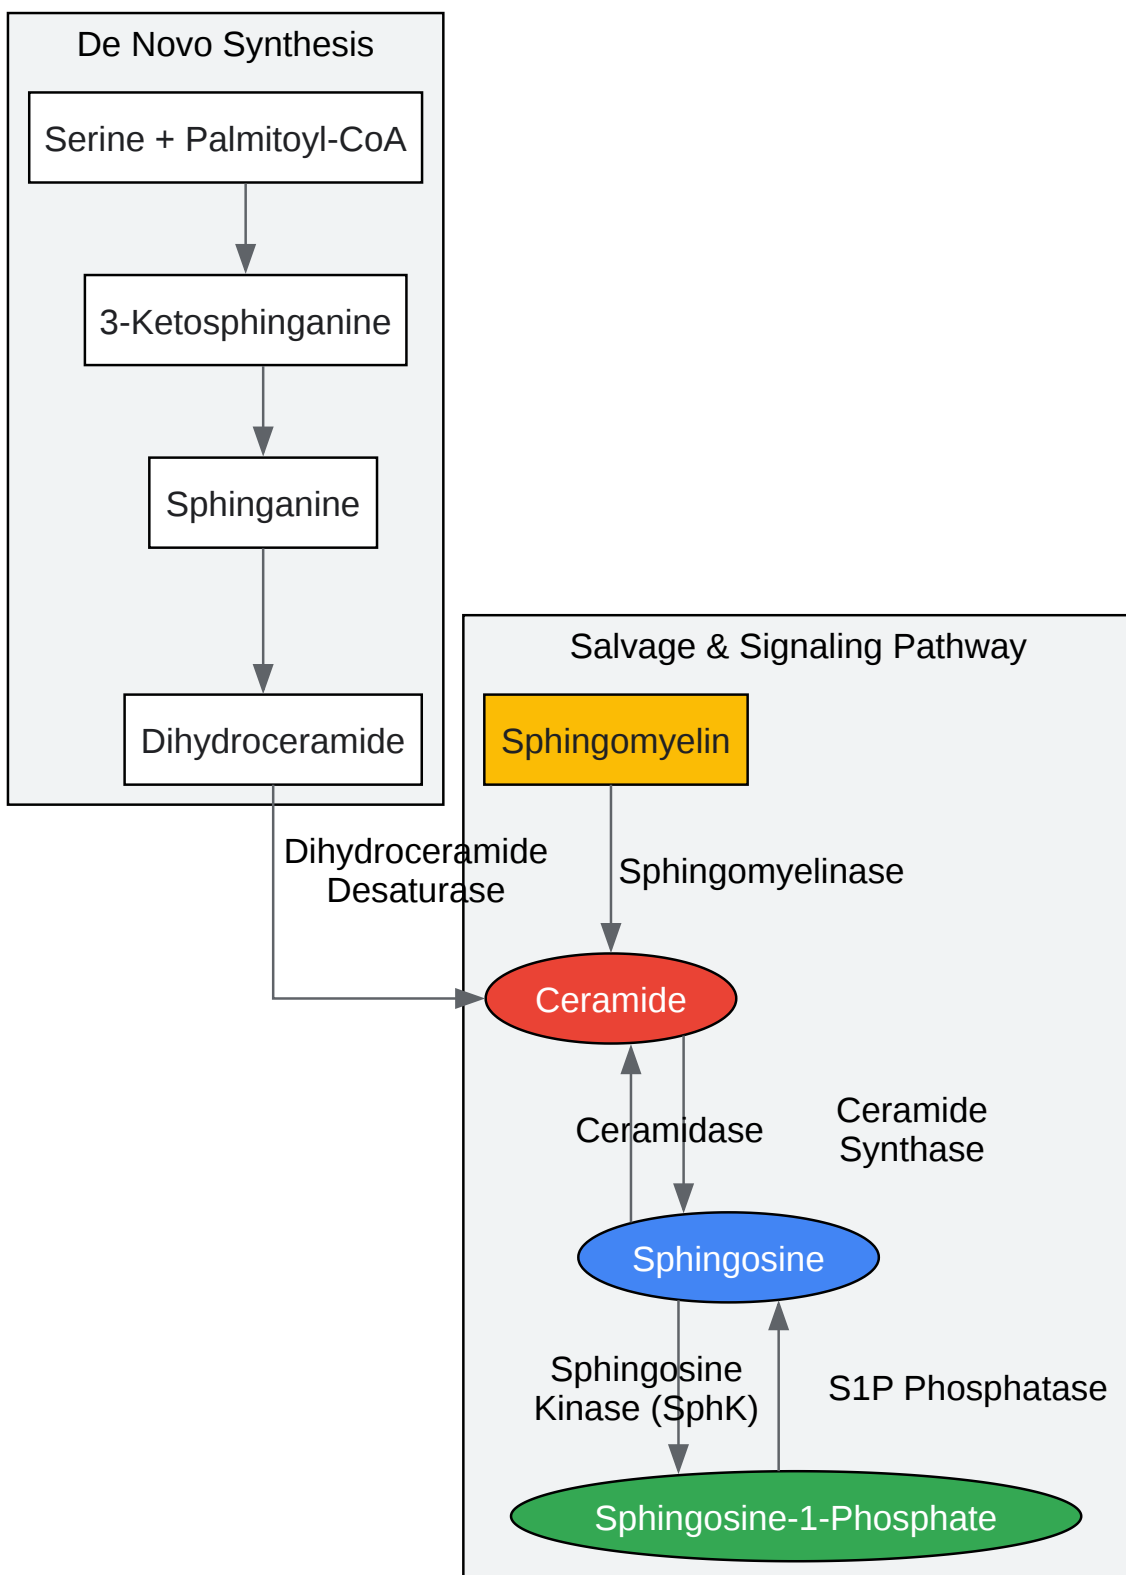 De Novo Synthesis
Serine + Palmitoyl-CoA
3-Ketosphinganine
Sphinganine
Dihydroceramide
Salvage & Signaling Pathway
Sphingomyelin
Dihydroceramide
Desaturase
Sphingomyelinase
Ceramide
Ceramidase
Ceramide
Synthase
Sphingosine
Sphingosine
Kinase (SphK)
S1P Phosphatase
Sphingosine-1-Phosphate